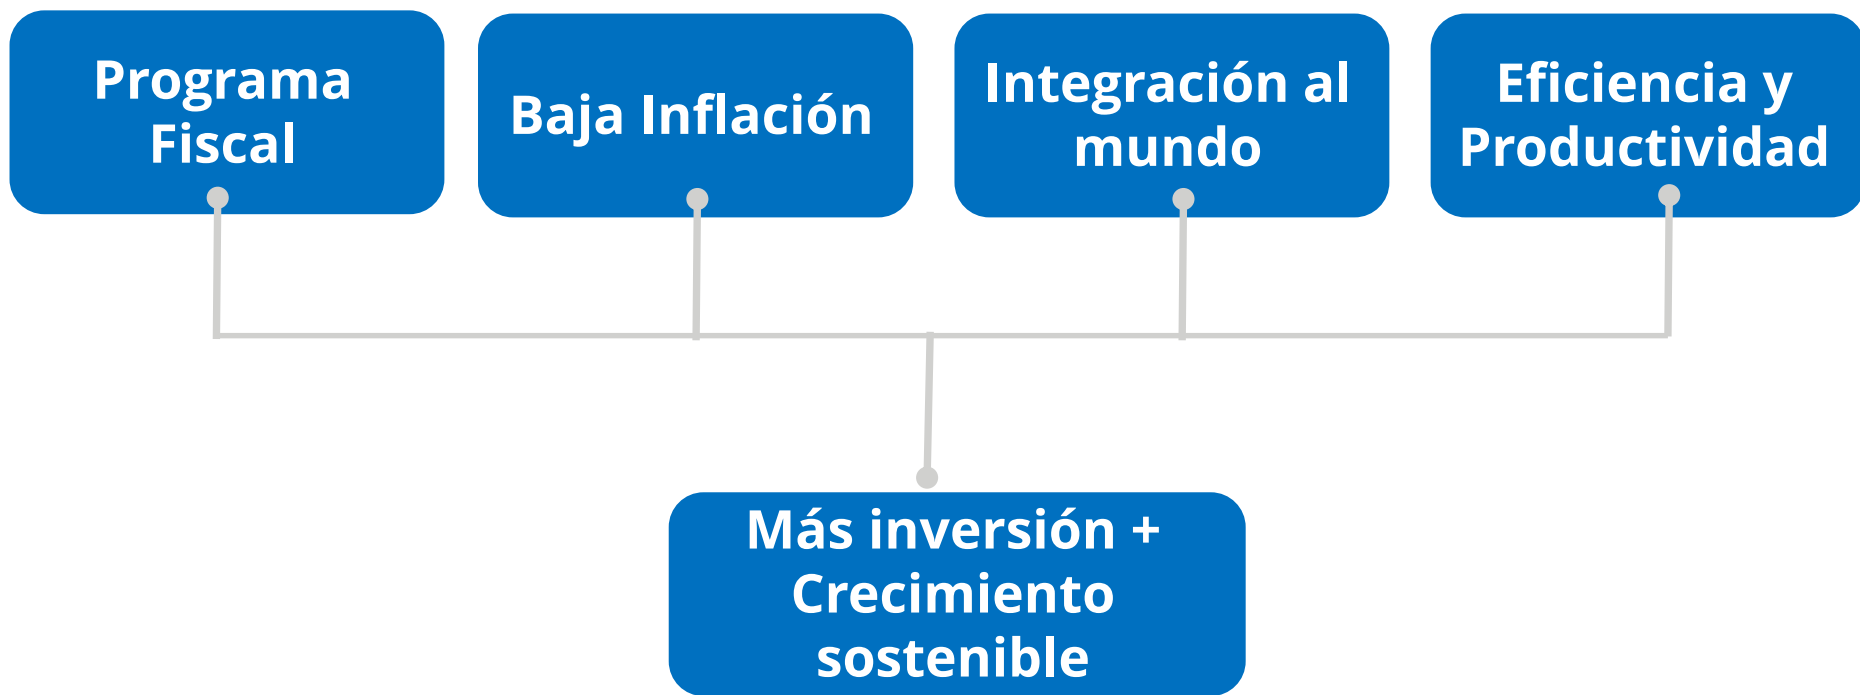 Programa
Fiscal
Baja Inflación
Integración al
mundo
Eficiencia y
Productividad
Más inversión +
Crecimiento
sostenible